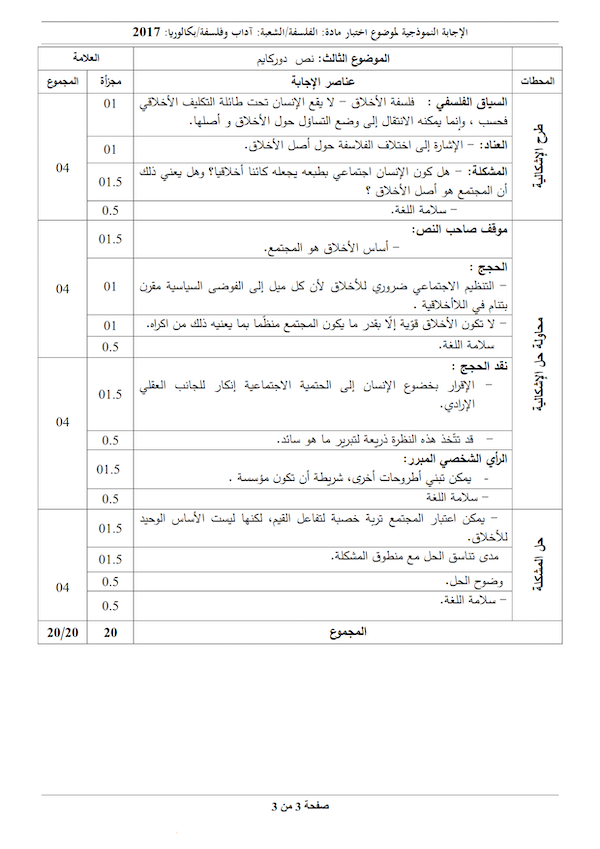 الإجابة النموذجية لموضوع اختبار مادة: الفلسفة/الشعبة: آداب وفلسفة/بكالوريا: 2017
الموضوع الثالث: نص دوركايم
العلامة
المحطات
عناصر الإجابة
مجزأة
المجموع
طرح الإشكالية
السياق الفلسفي : فلسفة الأخلاق – لا يقع الإنسان تحت طائلة التكليف الأخلاقي
فحسب ، وإنما يمكنه الانتقال إلى وضع التساؤل حول الأخلاق و أصلها.
01
العناد: – الإشارة إلى اختلاف الفلاسفة حول أصل الأخلاق.
01
المشكلة: – هل كون الإنسان اجتماعي بطبعه يجعله كائنا أخلاقيا؟ وهل يعني ذلك
أن المجتمع هو أصل الأخلاق ؟
01.5
– سلامة اللغة.
0.5
04
محاولة حل الإشكالية
موقف صاحب النص:
– أساس الأخلاق هو المجتمع.
01.5
الحجج :
– التنظيم الاجتماعي ضروري للأخلاق لأن كل ميل إلى الفوضى السياسية مقرن
بتنام في اللاأخلاقية .
01
– لا تكون الأخلاق قوّية إلّا بقدر ما يكون المجتمع منظّما بما يعنيه ذلك من اكراه.
01
سلامة اللغة.
0.5
04
نقد الحجج :
– الإقرار بخضوع الإنسان إلى الحتمية الاجتماعية إنكار للجانب العقلي
الإرادي.
01.5
– قد تتّخذ هذه النظرة ذريعة لتبرير ما هو سائد.
0.5
الرأي الشخصي المبرر:
- يمكن تبني أطروحات أخرى، شريطة أن تكون مؤسسة .
01.5
– سلامة اللغة
0.5
04
حل المشكلة
– يمكن اعتبار المجتمع تربة خصبة لتفاعل القيم، لكنها ليست الأساس الوحيد
للأخلاق.
01.5
مدى تناسق الحل مع منطوق المشكلة.
01.5
وضوح الحل.
0.5
– سلامة اللغة.
0.5
04
المجموع
20
20/20
صفحة 3 من 3